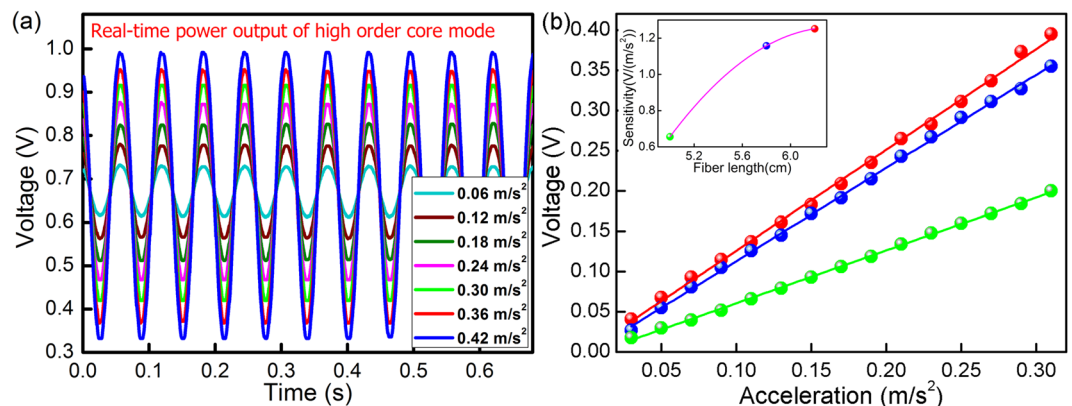 (a)
Real-time power output of high order core mode
Voltage (V)
1.0
0.9
0.8
0.7
0.6
0.5
0.4
0.3
0.06 m/s²
0.12 m/s²
0.18 m/s²
0.24 m/s²
0.30 m/s²
0.36 m/s²
0.42 m/s²
0.0 0.1 0.2 0.3 0.4 0.5 0.6
Time (s)
(b)
Voltage (V)
0.40
0.35
0.30
0.25
0.20
0.15
0.10
0.05
0.00
Sensitivity(V/(m/s²))
1.2
1.0
0.8
0.6
5.0 5.6 6.0
Fiber length(cm)
0.05 0.10 0.15 0.20 0.25 0.30
Acceleration (m/s²)